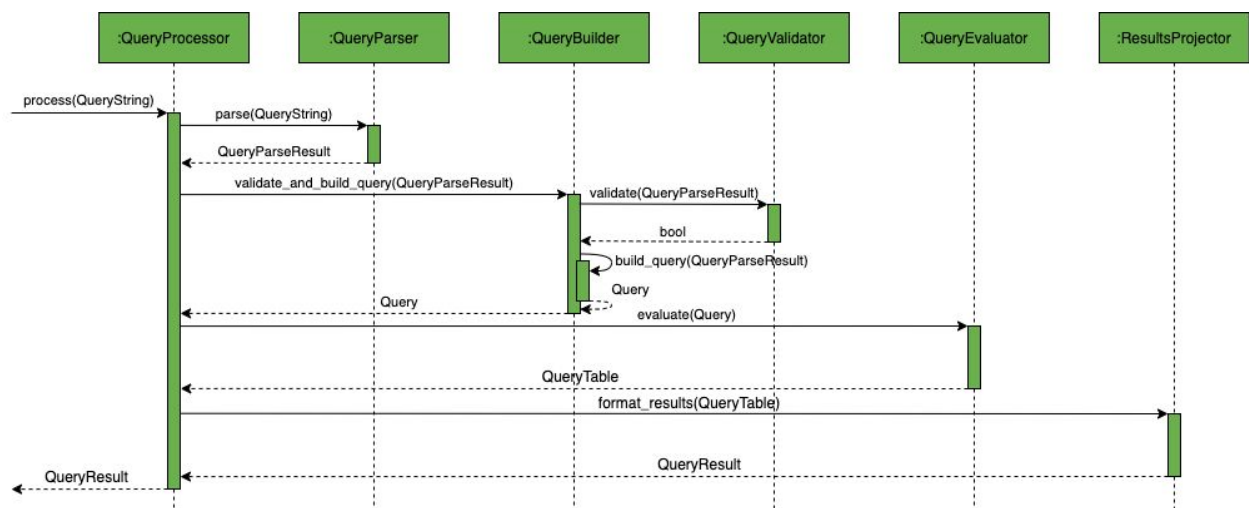 :QueryProcessor
:QueryParser
:QueryBuilder
:QueryValidator
:QueryEvaluator
:ResultsProjector
process(QueryString)
parse(QueryString)
QueryParseResult
validate_and_build_query(QueryParseResult)
validate(QueryParseResult)
bool
build_query(QueryParseResult)
Query
Query
evaluate(Query)
QueryTable
format_results(QueryTable)
QueryResult
QueryResult